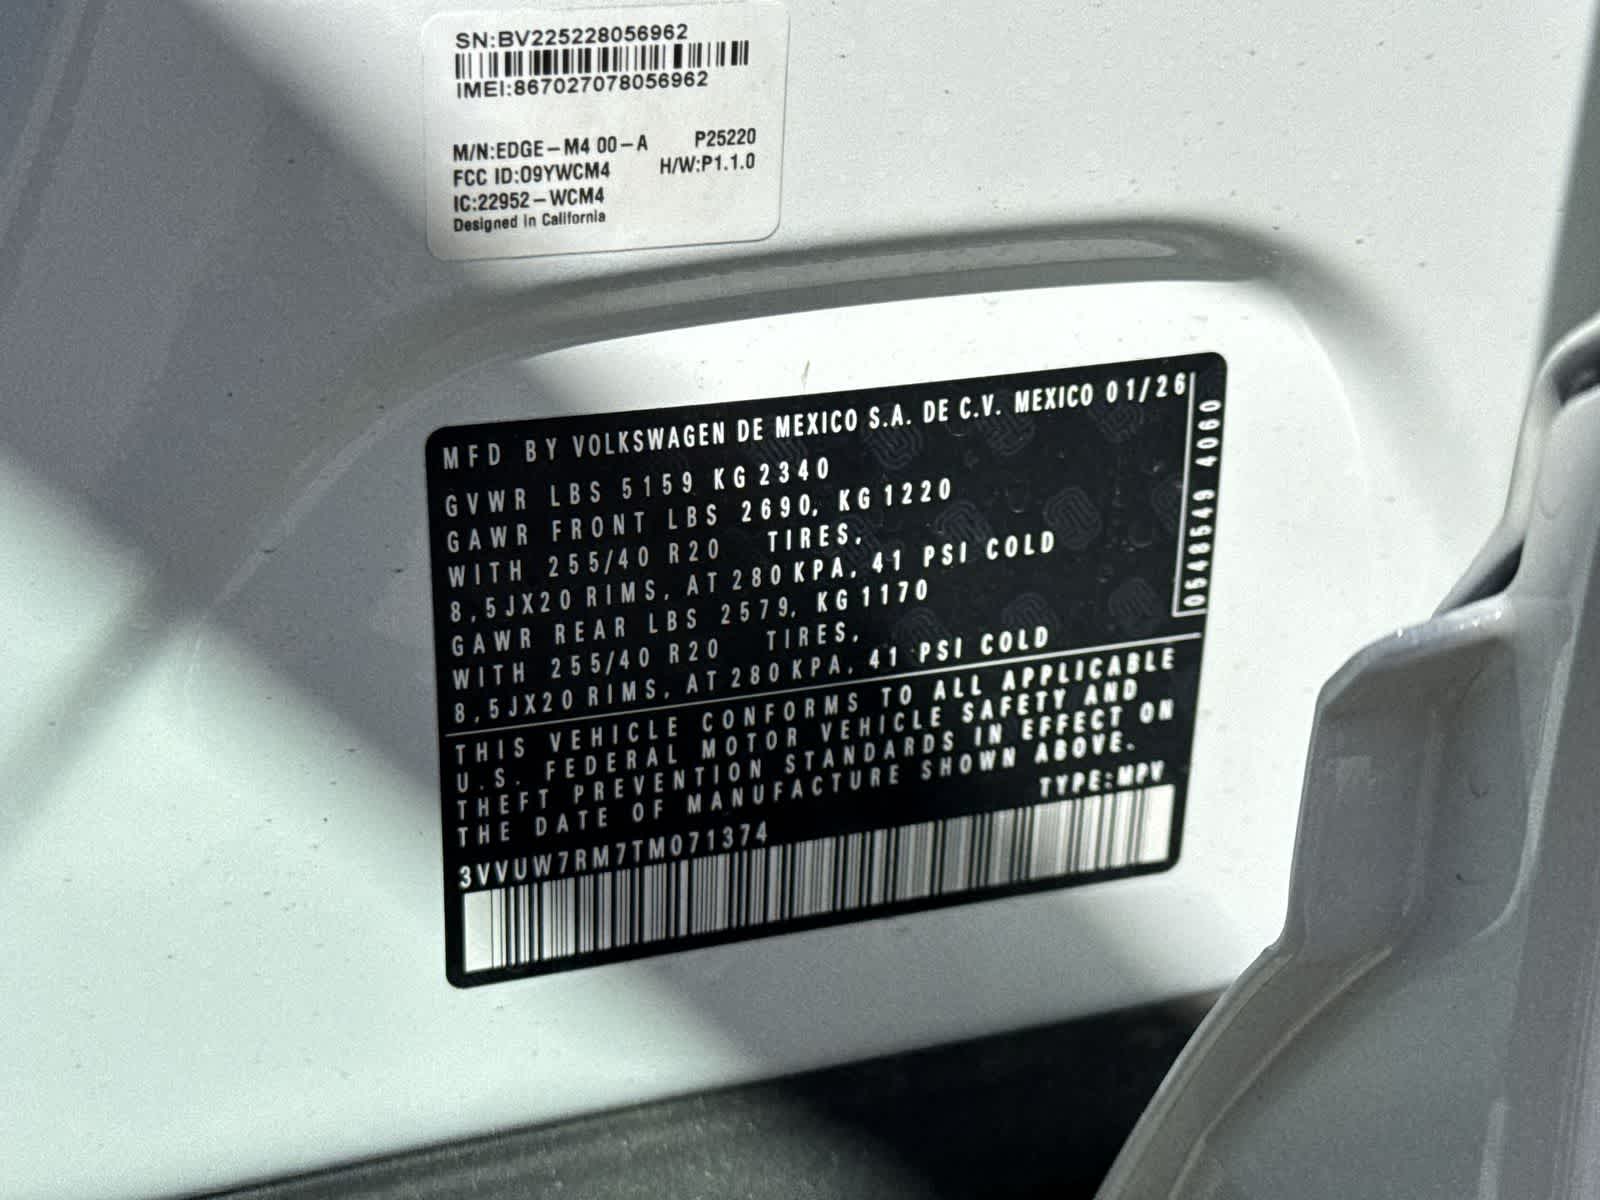 SN:BV225228056962
IMEI:867027078056962
M/N:EDGE-M4 00-A P25220
FCC ID:O9YWCM4 H/W:P1.1.0
IC:22952-WCM4
Designed in California
MFD BY VOLKSWAGEN DE MEXICO S.A. DE C.V. MEXICO 01/26
GVWR LBS 5159 KG 2340
GAWR FRONT LBS 2690, KG 1220
WITH 255/40 R20 TIRES,
8,5JX20 RIMS, AT 280 KPA, 41 PSI COLD
GAWR REAR LBS 2579, KG 1170
WITH 255/40 R20 TIRES,
8,5JX20 RIMS, AT 280 KPA, 41 PSI COLD
0548549 4060
THIS VEHICLE CONFORMS TO ALL APPLICABLE
U.S. FEDERAL MOTOR VEHICLE SAFETY AND
THEFT PREVENTION STANDARDS IN EFFECT ON
THE DATE OF MANUFACTURE SHOWN ABOVE.
TYPE:MPV
3VVUW7RM7TM071374